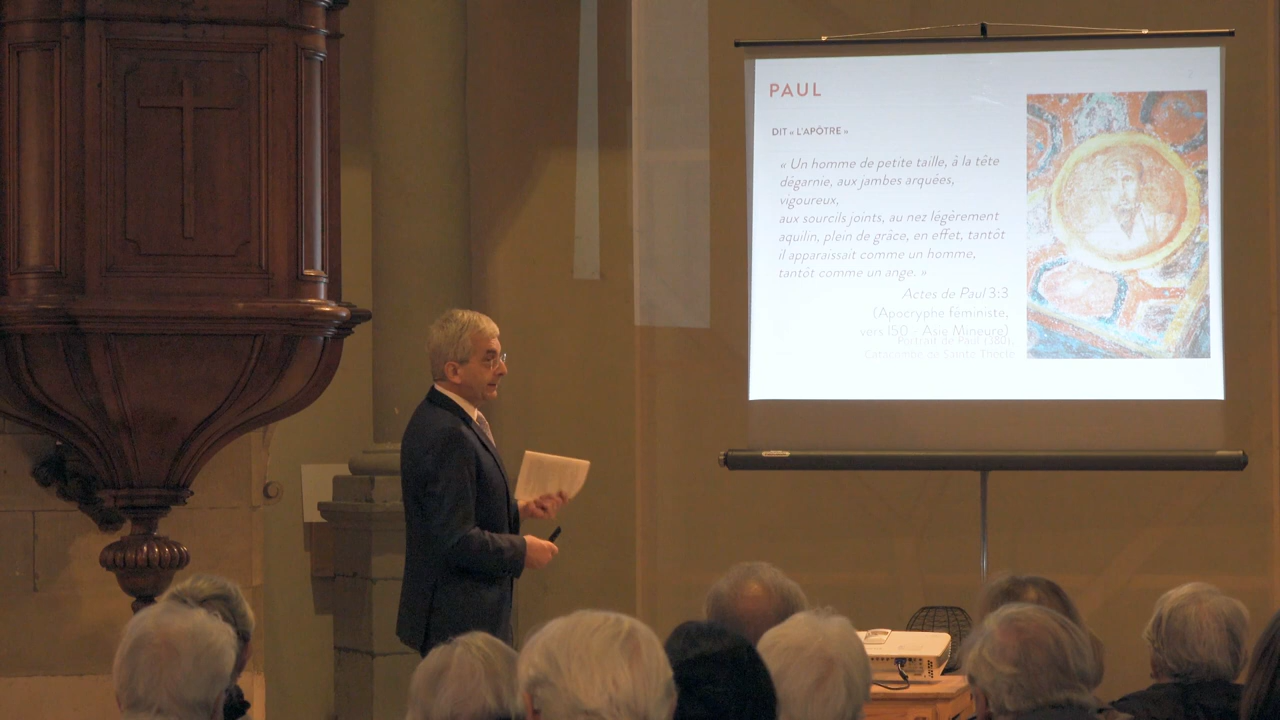 PAUL
DIT « L'APÔTRE »
« Un homme de petite taille, à la tête
dégarnie, aux jambes arquées,
vigoureux,
aux sourcils joints, au nez légèrement
aquilin, plein de grâce, en effet, tantôt
il apparaissait comme un homme,
tantôt comme un ange. »
Actes de Paul 3:3
(Apocryphe féministe,
vers 150 - Asie Mineure)
Portrait de Paul (380),
Catacombe de Sainte Thècle